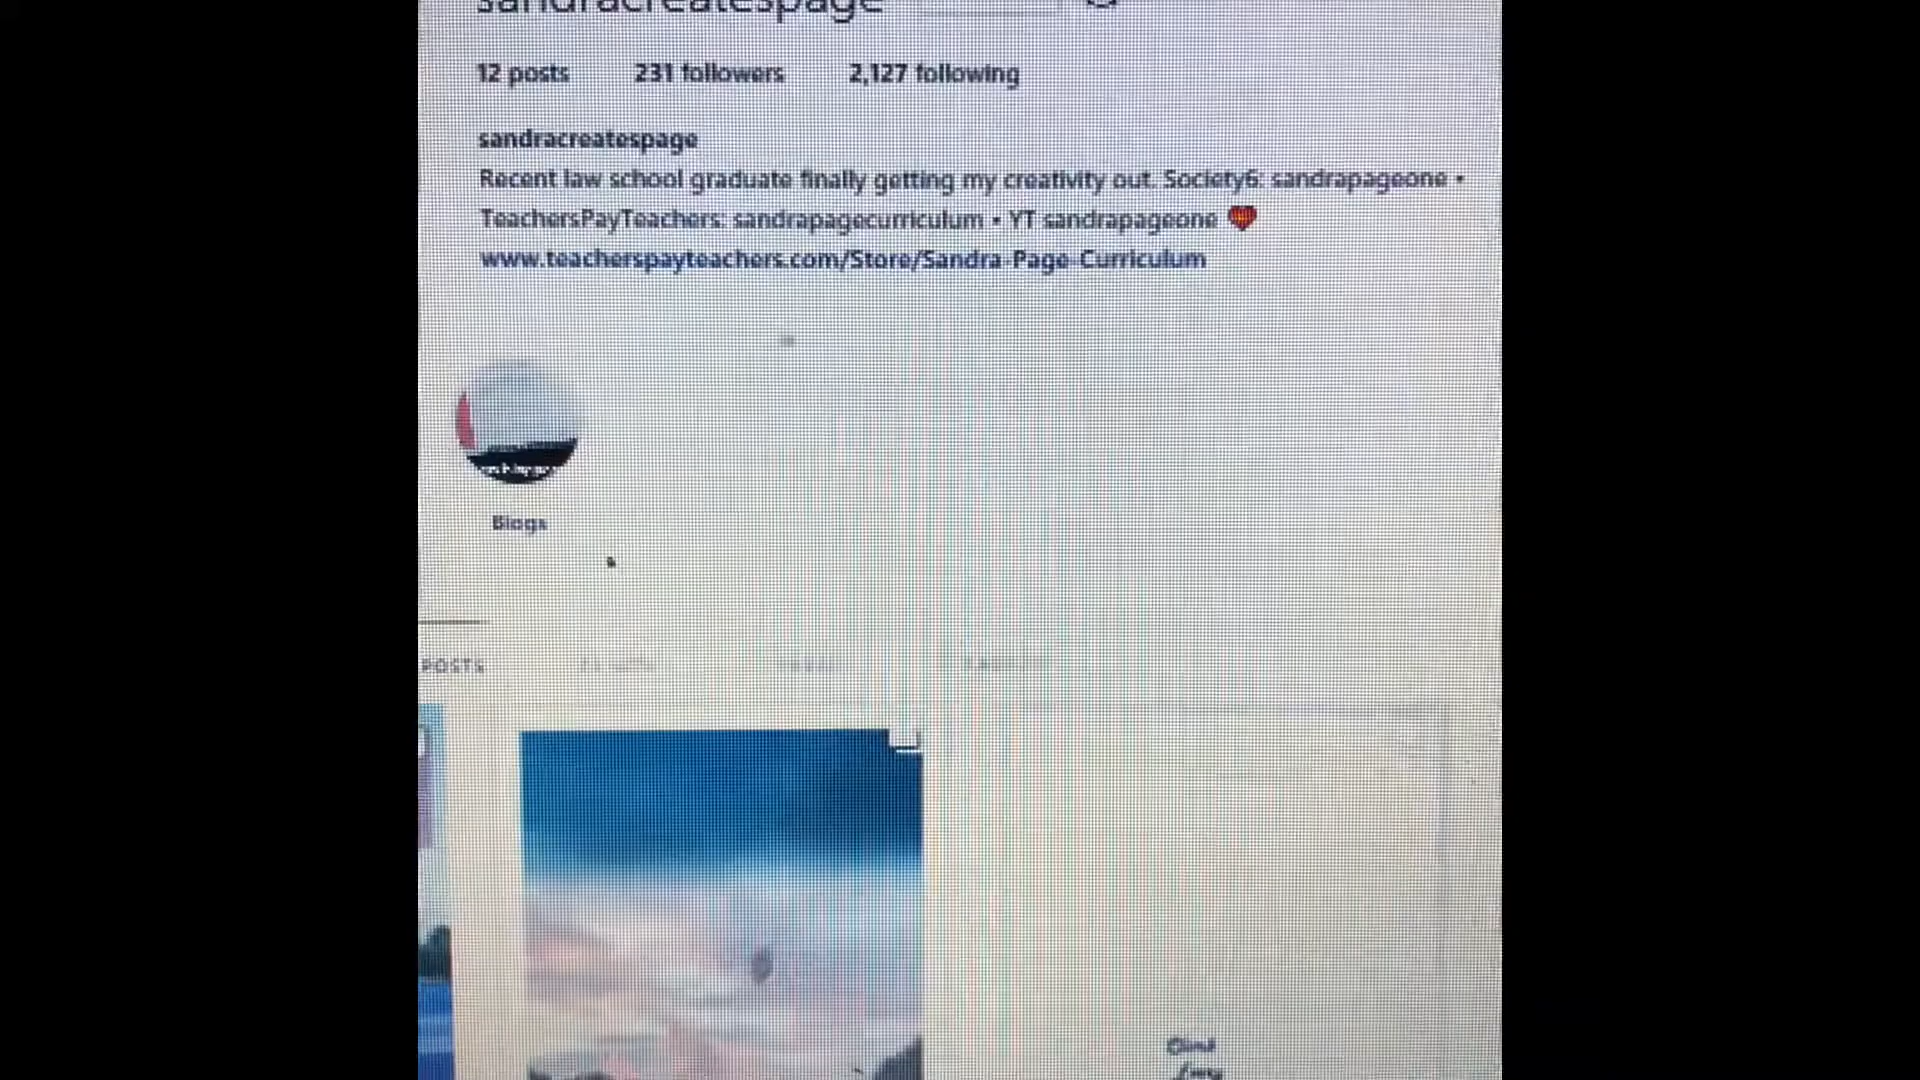 sandracreatespage
12 posts 231 followers 2,127 following
sandracreatespage
Recent law school graduate finally getting my creativity out. Society6: sandrapageone •
TeachersPayTeachers: sandrapagecurriculum • YT sandrapageone
www.teacherspayteachers.com/Store/Sandra-Page-Curriculum
Blogs
POSTS